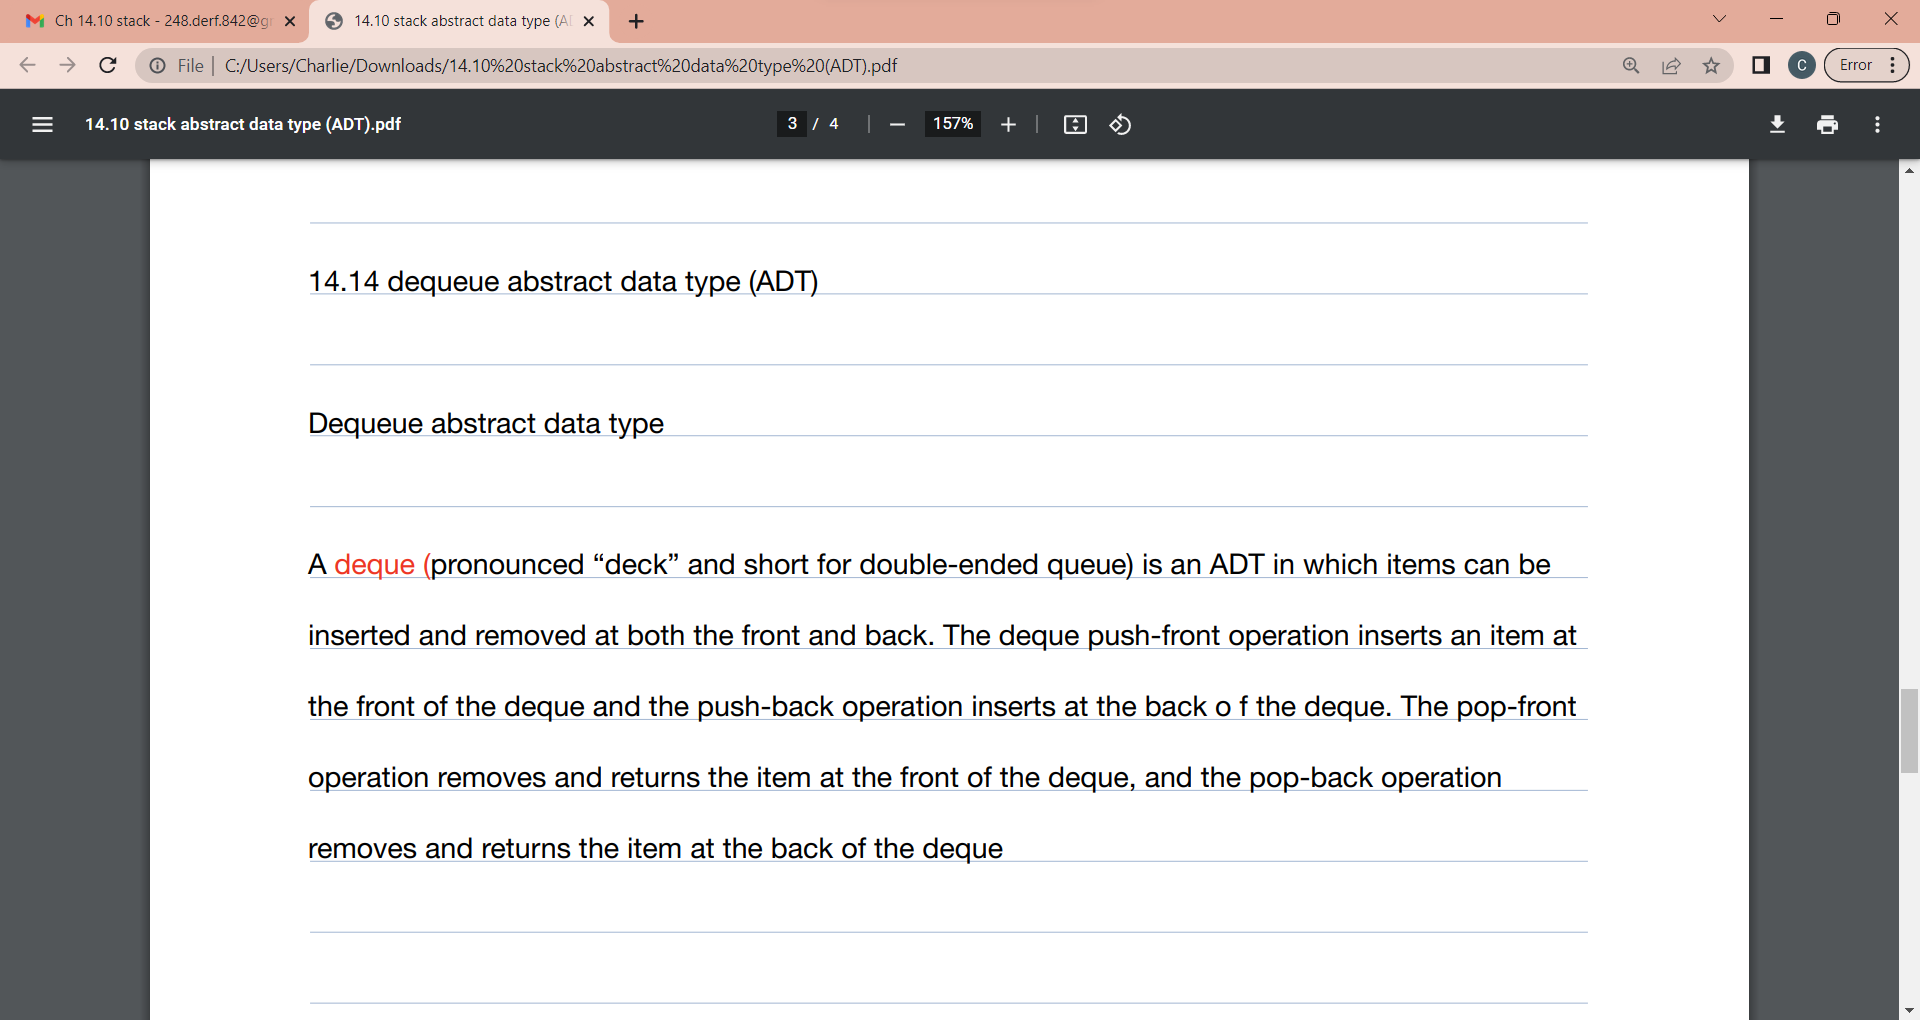 Ch 14.10 stack - 248.derf.842@g
14.10 stack abstract data type (A
File | C:/Users/Charlie/Downloads/14.10%20stack%20abstract%20data%20type%20(ADT).pdf
C
Error
14.10 stack abstract data type (ADT).pdf
3 / 4
157%
14.14 dequeue abstract data type (ADT)
Dequeue abstract data type
A deque (pronounced “deck” and short for double-ended queue) is an ADT in which items can be
inserted and removed at both the front and back. The deque push-front operation inserts an item at
the front of the deque and the push-back operation inserts at the back o f the deque. The pop-front
operation removes and returns the item at the front of the deque, and the pop-back operation
removes and returns the item at the back of the deque